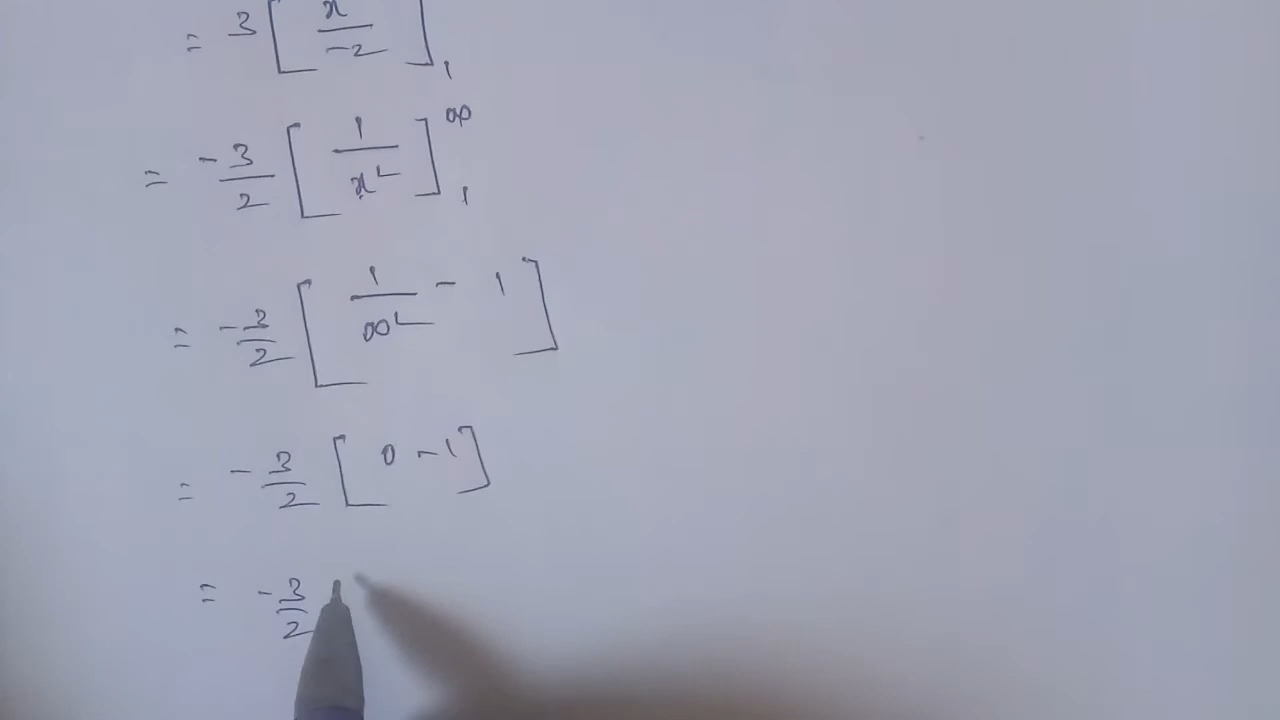 = 3 [ x / -2 ]₁
= -3/2 [ 1/x² ]₁^∞
= -3/2 [ 1/∞² - 1 ]
= -3/2 [ 0 - 1 ]
= -3/2